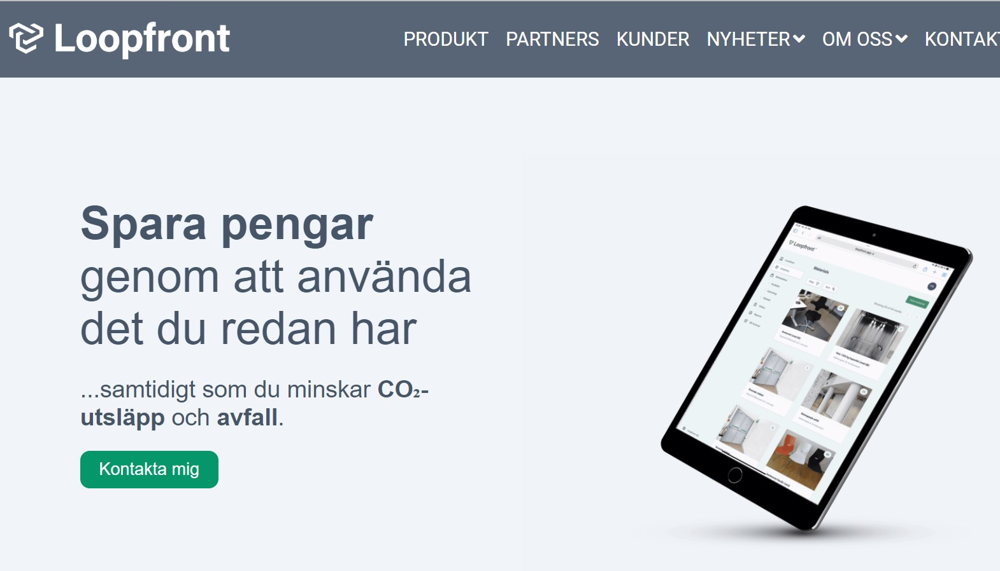 Loopfront
PRODUKT PARTNERS KUNDER NYHETER OM OSS KONTAKT
Spara pengar
genom att använda
det du redan har
...samtidigt som du minskar CO₂-
utsläpp och avfall.
Kontakta mig
Loopfront
Materials